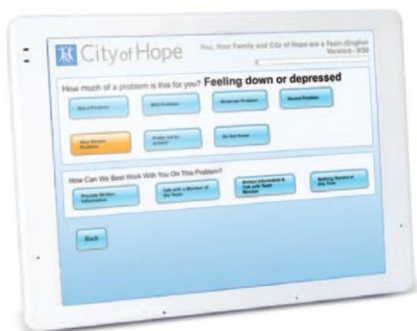 City of Hope
You, Your Family and City of Hope are a Team (English
Version) - 5/59
How much of a problem is this for you? Feeling down or depressed
Not a Problem
Mild Problem
Moderate Problem
Severe Problem
Very Severe
Problem
Prefer not to
answer
Do Not Know
How Can We Best Work With You On This Problem?
Provide Written
Information
Talk with a Member of
the Team
Written Information &
Talk with Team
Member
Nothing Needed at
this Time
Back